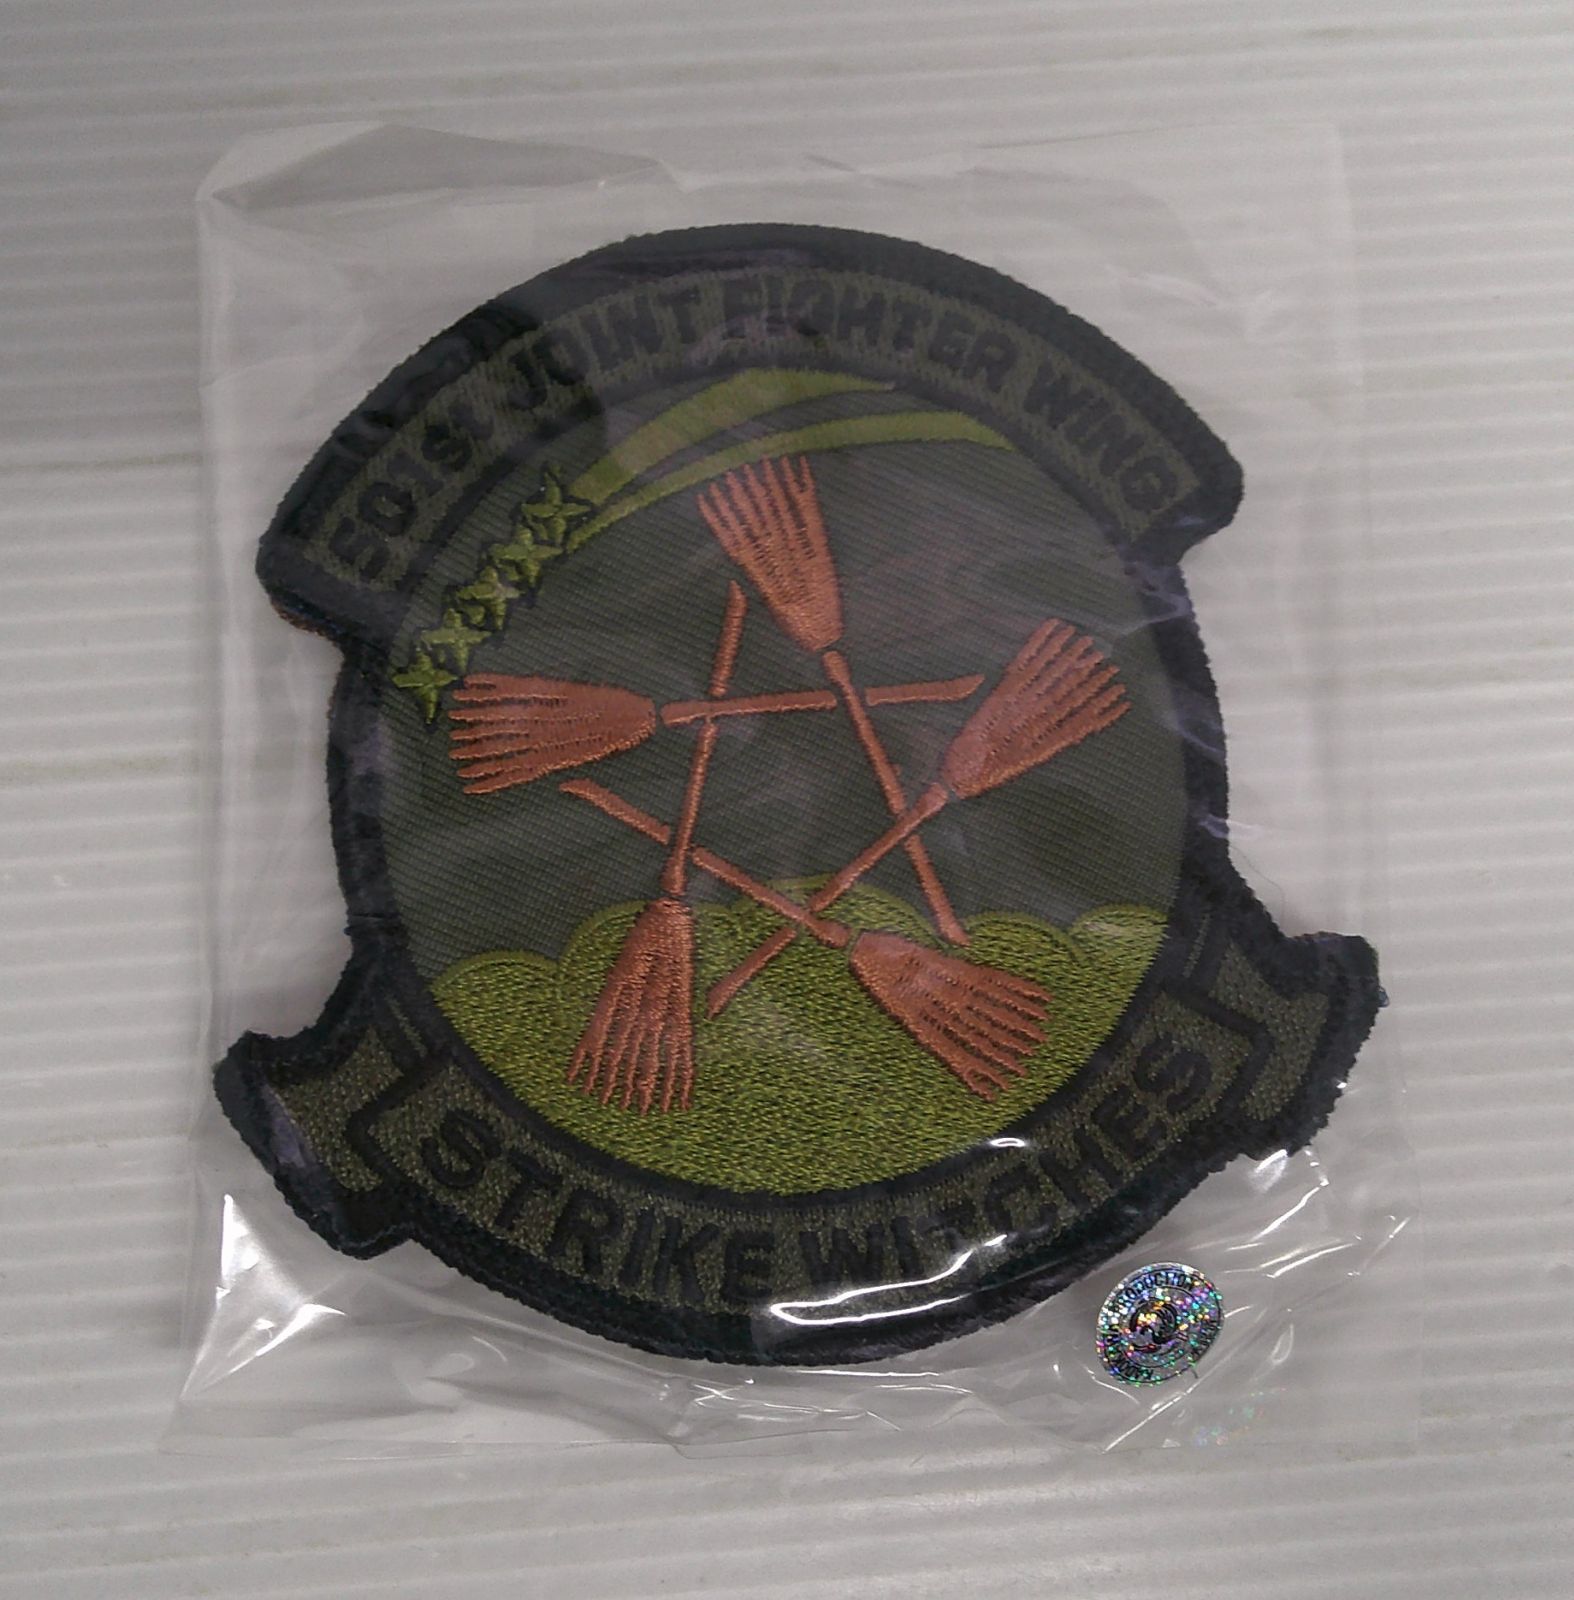 501st JOINT FIGHTER WING
STRIKE WITCHES